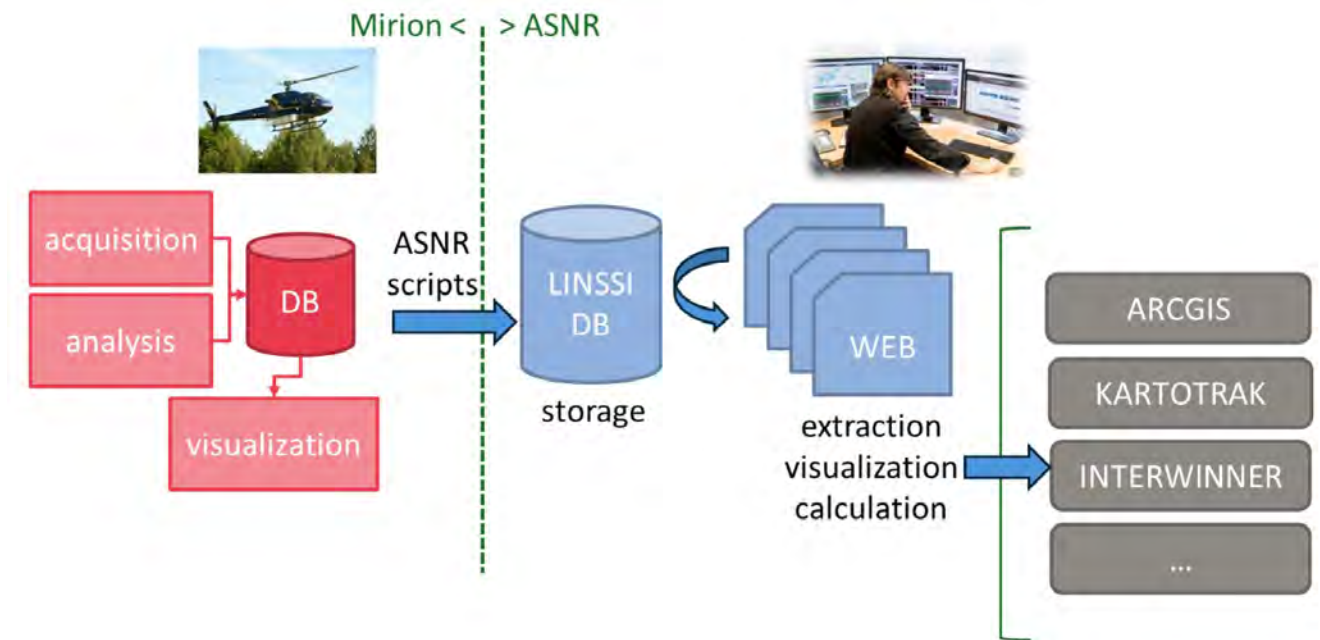 Mirion < > ASNR
acquisition
analysis
DB
visualization
ASNR
scripts
LINSSI
DB
storage
WEB
extraction
visualization
calculation
ARCGIS
KARTOTRAK
INTERWINNER
...